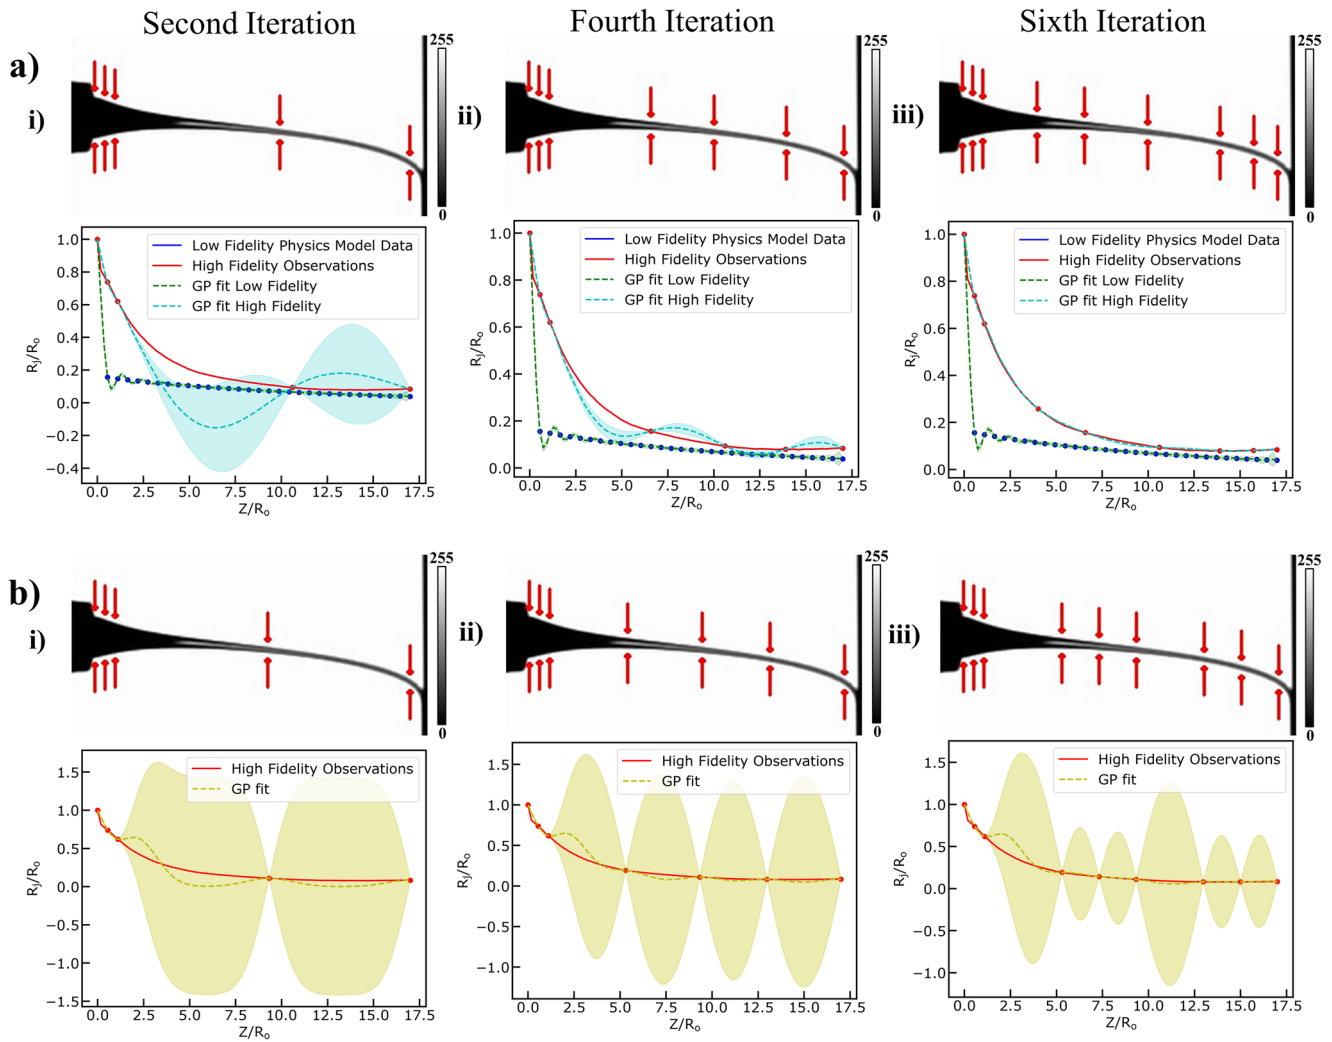 Second Iteration
Fourth Iteration
Sixth Iteration
a)
i)
255
0
ii)
255
0
iii)
255
0
1.0
0.8
0.6
0.4
0.2
0.0
−0.2
−0.4
Rj/Ro
Low Fidelity Physics Model Data
High Fidelity Observations
GP fit Low Fidelity
GP fit High Fidelity
0.0 2.5 5.0 7.5 10.0 12.5 15.0 17.5
Z/Ro
1.0
0.8
0.6
0.4
0.2
0.0
Rj/Ro
Low Fidelity Physics Model Data
High Fidelity Observations
GP fit Low Fidelity
GP fit High Fidelity
0.0 2.5 5.0 7.5 10.0 12.5 15.0 17.5
Z/Ro
1.0
0.8
0.6
0.4
0.2
0.0
Rj/Ro
Low Fidelity Physics Model Data
High Fidelity Observations
GP fit Low Fidelity
GP fit High Fidelity
0.0 2.5 5.0 7.5 10.0 12.5 15.0 17.5
Z/Ro
b)
i)
255
0
ii)
255
0
iii)
255
0
1.5
1.0
0.5
0.0
−0.5
−1.0
−1.5
Rj/Ro
High Fidelity Observations
GP fit
0.0 2.5 5.0 7.5 10.0 12.5 15.0 17.5
Z/Ro
1.5
1.0
0.5
0.0
−0.5
−1.0
Rj/Ro
High Fidelity Observations
GP fit
0.0 2.5 5.0 7.5 10.0 12.5 15.0 17.5
Z/Ro
1.5
1.0
0.5
0.0
−0.5
−1.0
Rj/Ro
High Fidelity Observations
GP fit
0.0 2.5 5.0 7.5 10.0 12.5 15.0 17.5
Z/Ro